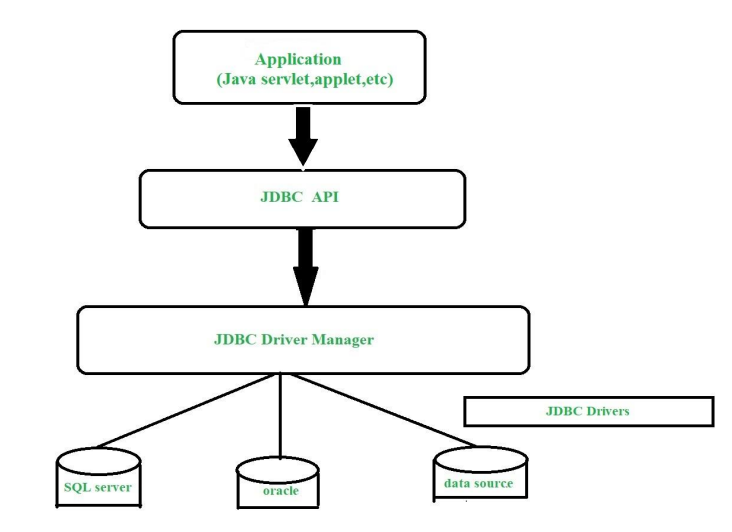 Application
(Java servlet,applet,etc)
JDBC API
JDBC Driver Manager
JDBC Drivers
SQL server
oracle
data source